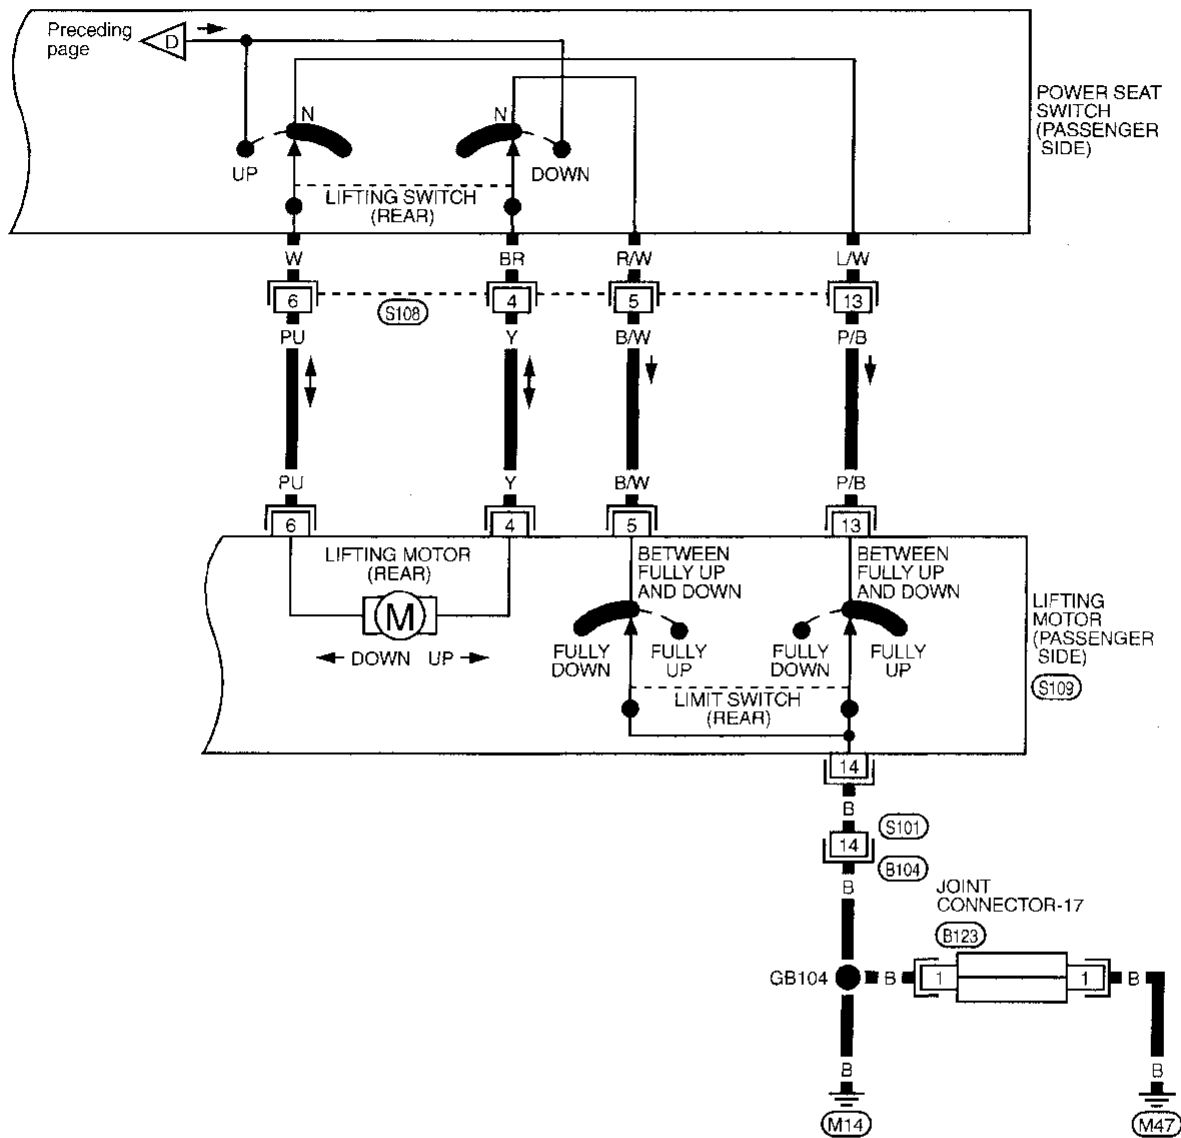 Preceding
page
D
N
N
UP
DOWN
LIFTING SWITCH
(REAR)
POWER SEAT
SWITCH
(PASSENGER
SIDE)
W
BR
R/W
L/W
6
4
5
13
S108
PU
Y
B/W
P/B
PU
Y
B/W
P/B
6
4
5
13
LIFTING MOTOR
(REAR)
M
DOWN UP
BETWEEN
FULLY UP
AND DOWN
BETWEEN
FULLY UP
AND DOWN
FULLY
DOWN
FULLY
UP
FULLY
DOWN
FULLY
UP
LIMIT SWITCH
(REAR)
LIFTING
MOTOR
(PASSENGER
SIDE)
S109
14
B
S101
14
B104
B
JOINT
CONNECTOR-17
B123
GB104
B
1
1
B
B
B
M14
M47